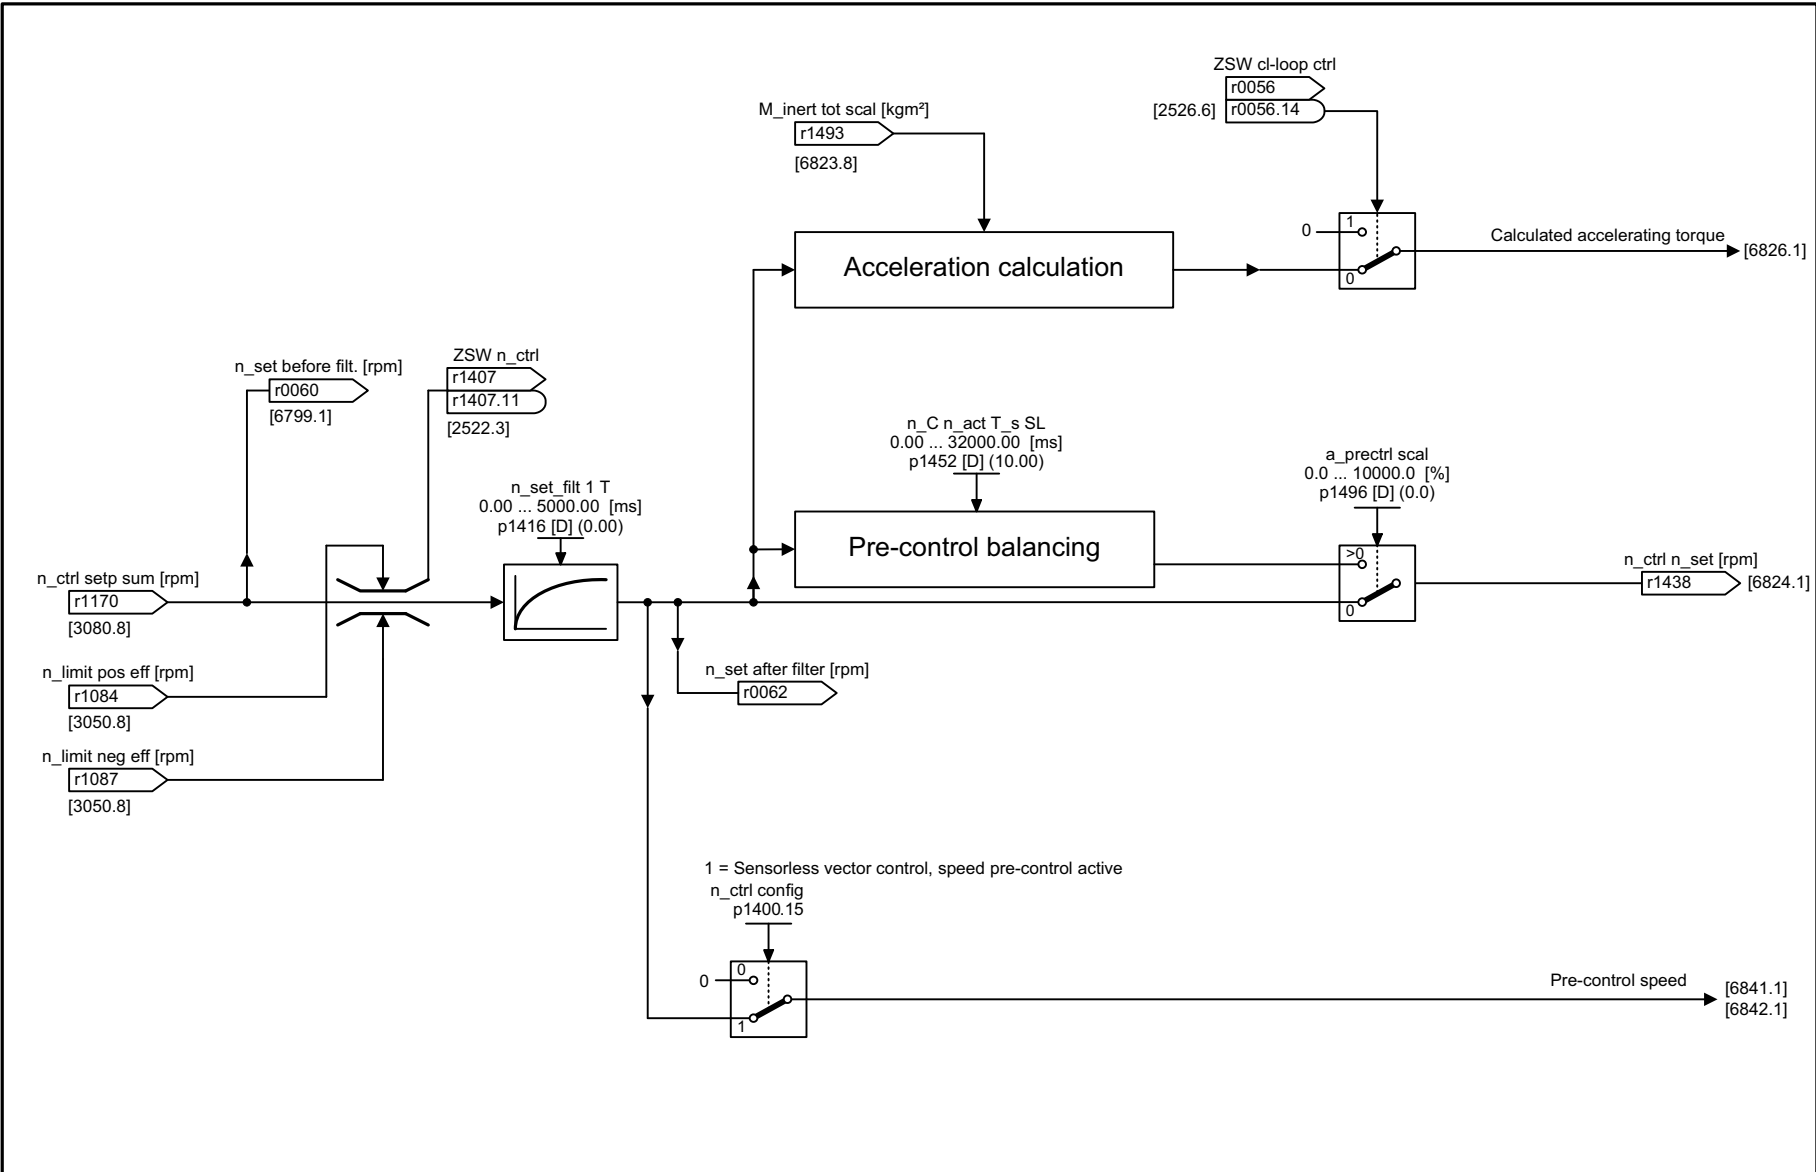 ZSW cl-loop ctrl
r0056
[2526.6] r0056.14
M_inert tot scal [kgm²]
r1493
[6823.8]
1
0
0
Calculated accelerating torque
[6826.1]
Acceleration calculation
n_set before filt. [rpm]
r0060
[6799.1]
ZSW n_ctrl
r1407
r1407.11
[2522.3]
n_C n_act T_s SL
0.00 ... 32000.00 [ms]
p1452 [D] (10.00)
a_prectrl scal
0.0 ... 10000.0 [%]
p1496 [D] (0.0)
n_set_filt 1 T
0.00 ... 5000.00 [ms]
p1416 [D] (0.00)
Pre-control balancing
>0
0
n_ctrl n_set [rpm]
r1438 [6824.1]
n_ctrl setp sum [rpm]
r1170
[3080.8]
n_limit pos eff [rpm]
r1084
[3050.8]
n_set after filter [rpm]
r0062
n_limit neg eff [rpm]
r1087
[3050.8]
1 = Sensorless vector control, speed pre-control active
n_ctrl config
p1400.15
0
0
1
Pre-control speed
[6841.1]
[6842.1]